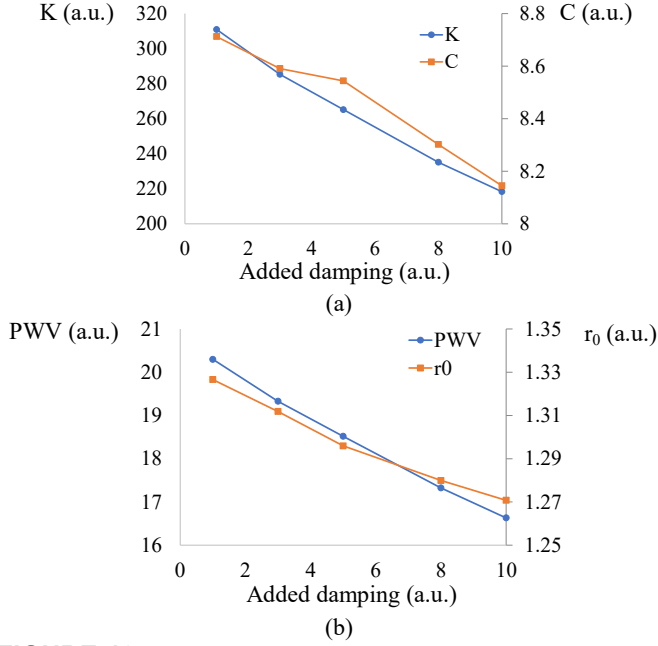 K (a.u.) 320 8.8 C (a.u.)
300 8.6
280
260 8.4
240
220 8.2
200 8
K
C
0 2 4 6 8 10
Added damping (a.u.)
(a)
PWV (a.u.) 21 1.35 r0 (a.u.)
20 1.33
19 1.31
18 1.29
17 1.27
16 1.25
PWV
r0
0 2 4 6 8 10
Added damping (a.u.)
(b)